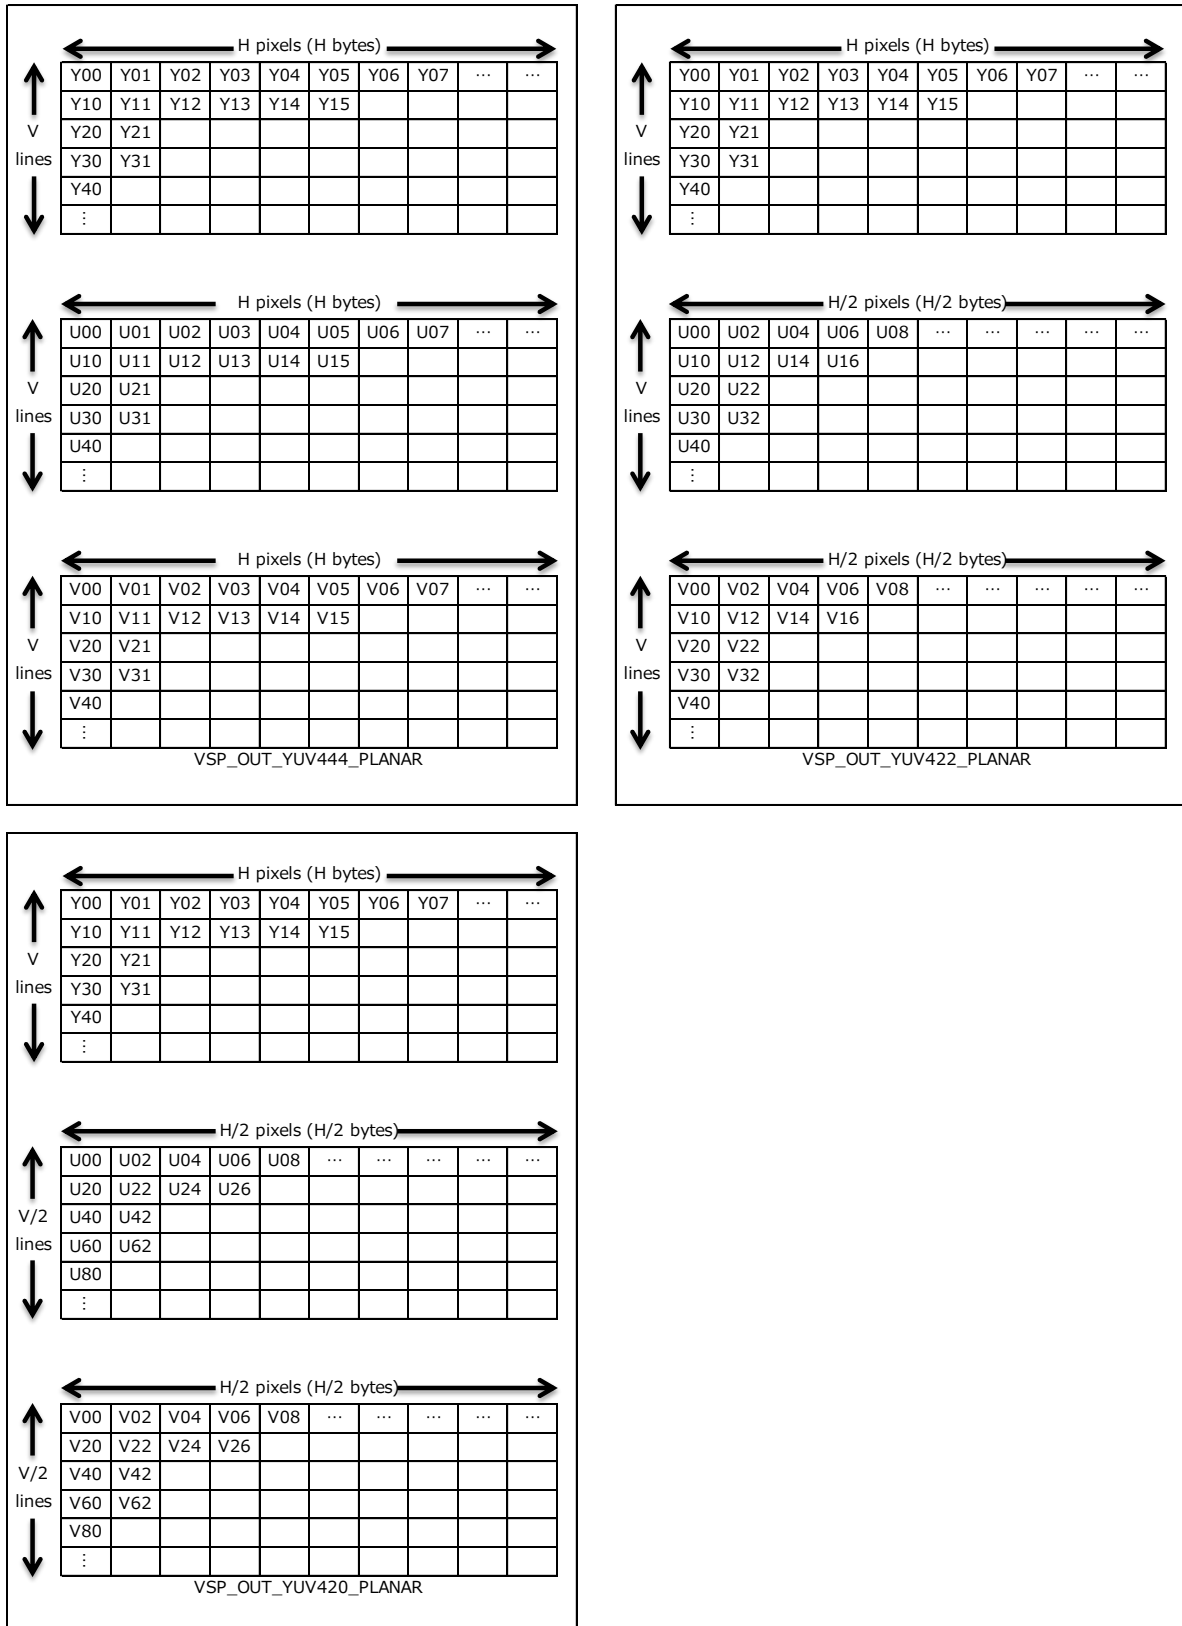 H pixels (H bytes)
Y00 Y01 Y02 Y03 Y04 Y05 Y06 Y07 … …
Y10 Y11 Y12 Y13 Y14 Y15
V Y20 Y21
lines Y30 Y31
Y40
⋮
H pixels (H bytes)
U00 U01 U02 U03 U04 U05 U06 U07 … …
U10 U11 U12 U13 U14 U15
V U20 U21
lines U30 U31
U40
⋮
H pixels (H bytes)
V00 V01 V02 V03 V04 V05 V06 V07 … …
V10 V11 V12 V13 V14 V15
V V20 V21
lines V30 V31
V40
⋮
VSP_OUT_YUV444_PLANAR
H pixels (H bytes)
Y00 Y01 Y02 Y03 Y04 Y05 Y06 Y07 … …
Y10 Y11 Y12 Y13 Y14 Y15
V Y20 Y21
lines Y30 Y31
Y40
⋮
H/2 pixels (H/2 bytes)
U00 U02 U04 U06 U08 … … … … …
U10 U12 U14 U16
V U20 U22
lines U30 U32
U40
⋮
H/2 pixels (H/2 bytes)
V00 V02 V04 V06 V08 … … … … …
V10 V12 V14 V16
V V20 V22
lines V30 V32
V40
⋮
VSP_OUT_YUV422_PLANAR
H pixels (H bytes)
Y00 Y01 Y02 Y03 Y04 Y05 Y06 Y07 … …
Y10 Y11 Y12 Y13 Y14 Y15
V Y20 Y21
lines Y30 Y31
Y40
⋮
H/2 pixels (H/2 bytes)
U00 U02 U04 U06 U08 … … … … …
U20 U22 U24 U26
V/2 U40 U42
lines U60 U62
U80
⋮
H/2 pixels (H/2 bytes)
V00 V02 V04 V06 V08 … … … … …
V20 V22 V24 V26
V/2 V40 V42
lines V60 V62
V80
⋮
VSP_OUT_YUV420_PLANAR